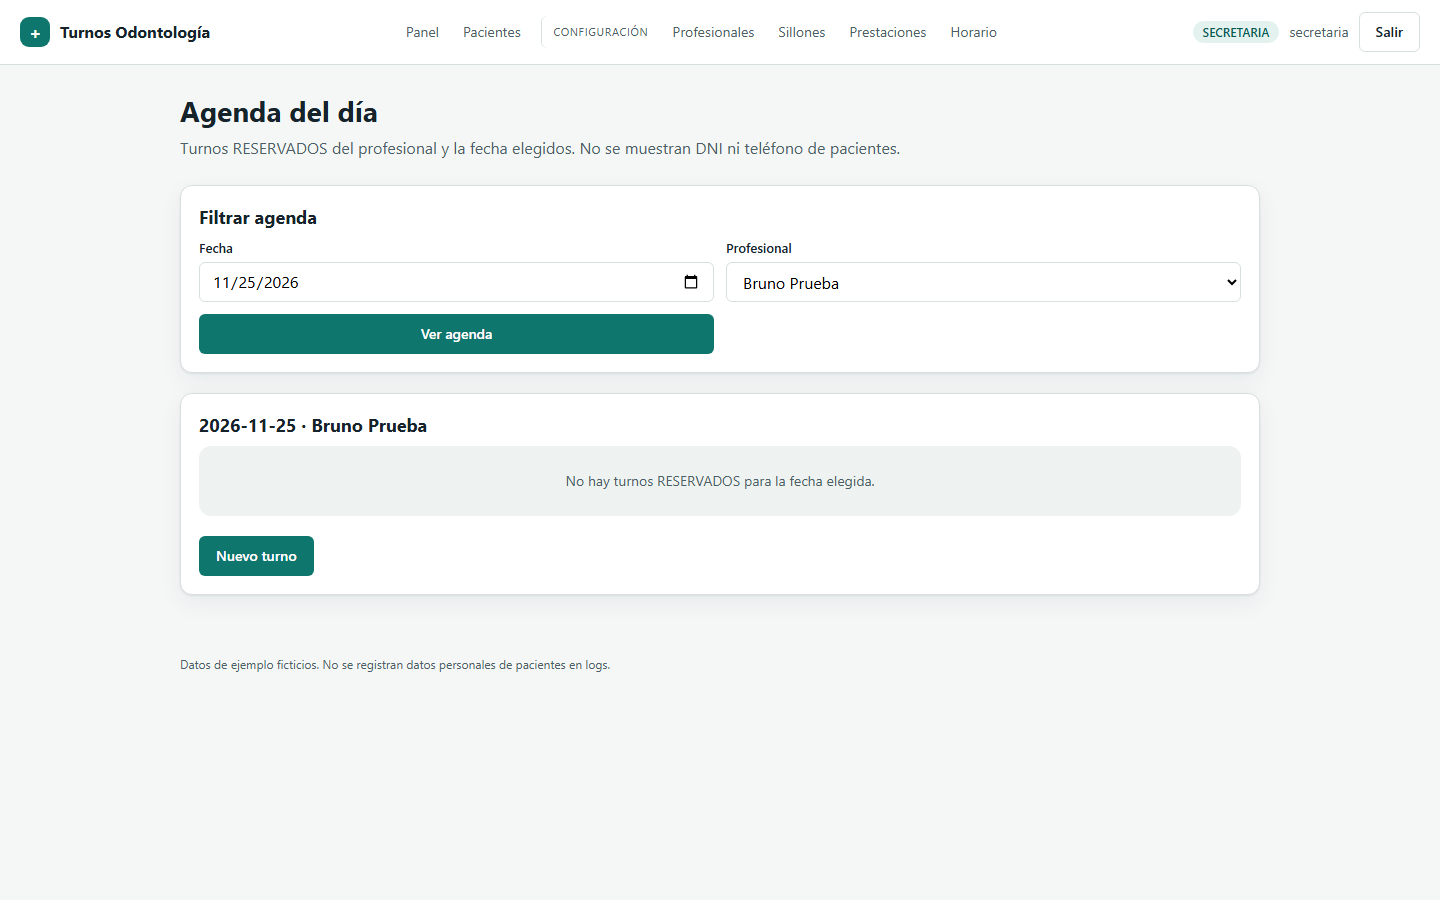 + Turnos Odontología Panel Pacientes CONFIGURACIÓN Profesionales Sillones Prestaciones Horario SECRETARIA secretaria Salir
Agenda del día
Turnos RESERVADOS del profesional y la fecha elegidos. No se muestran DNI ni teléfono de pacientes.
Filtrar agenda
Fecha Profesional
11/25/2026 Bruno Prueba
Ver agenda
2026-11-25 · Bruno Prueba
No hay turnos RESERVADOS para la fecha elegida.
Nuevo turno
Datos de ejemplo ficticios. No se registran datos personales de pacientes en logs.